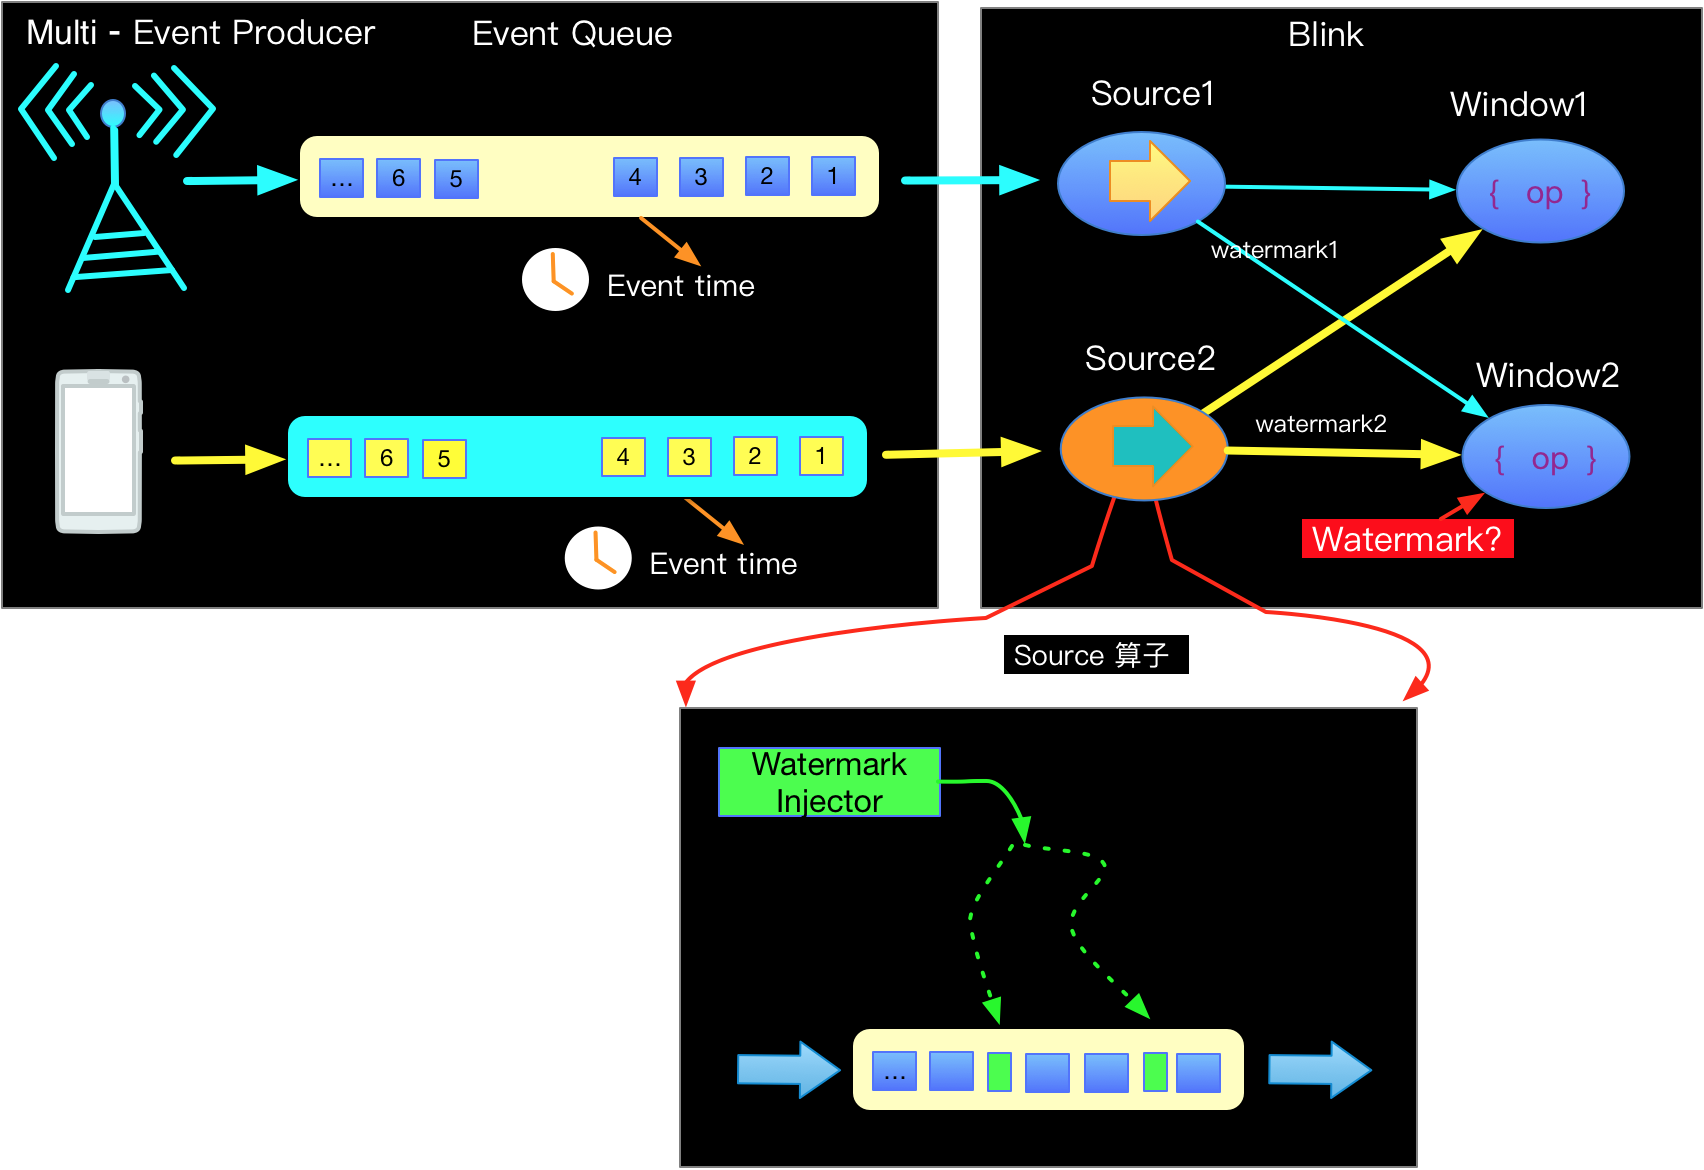 Multi - Event Producer
Event Queue
... 6 5 4 3 2 1
Event time
... 6 5 4 3 2 1
Event time
Blink
Source1
Window1
{ op }
watermark1
Source2
Window2
watermark2
{ op }
Watermark?
Source 算子
Watermark
Injector
...